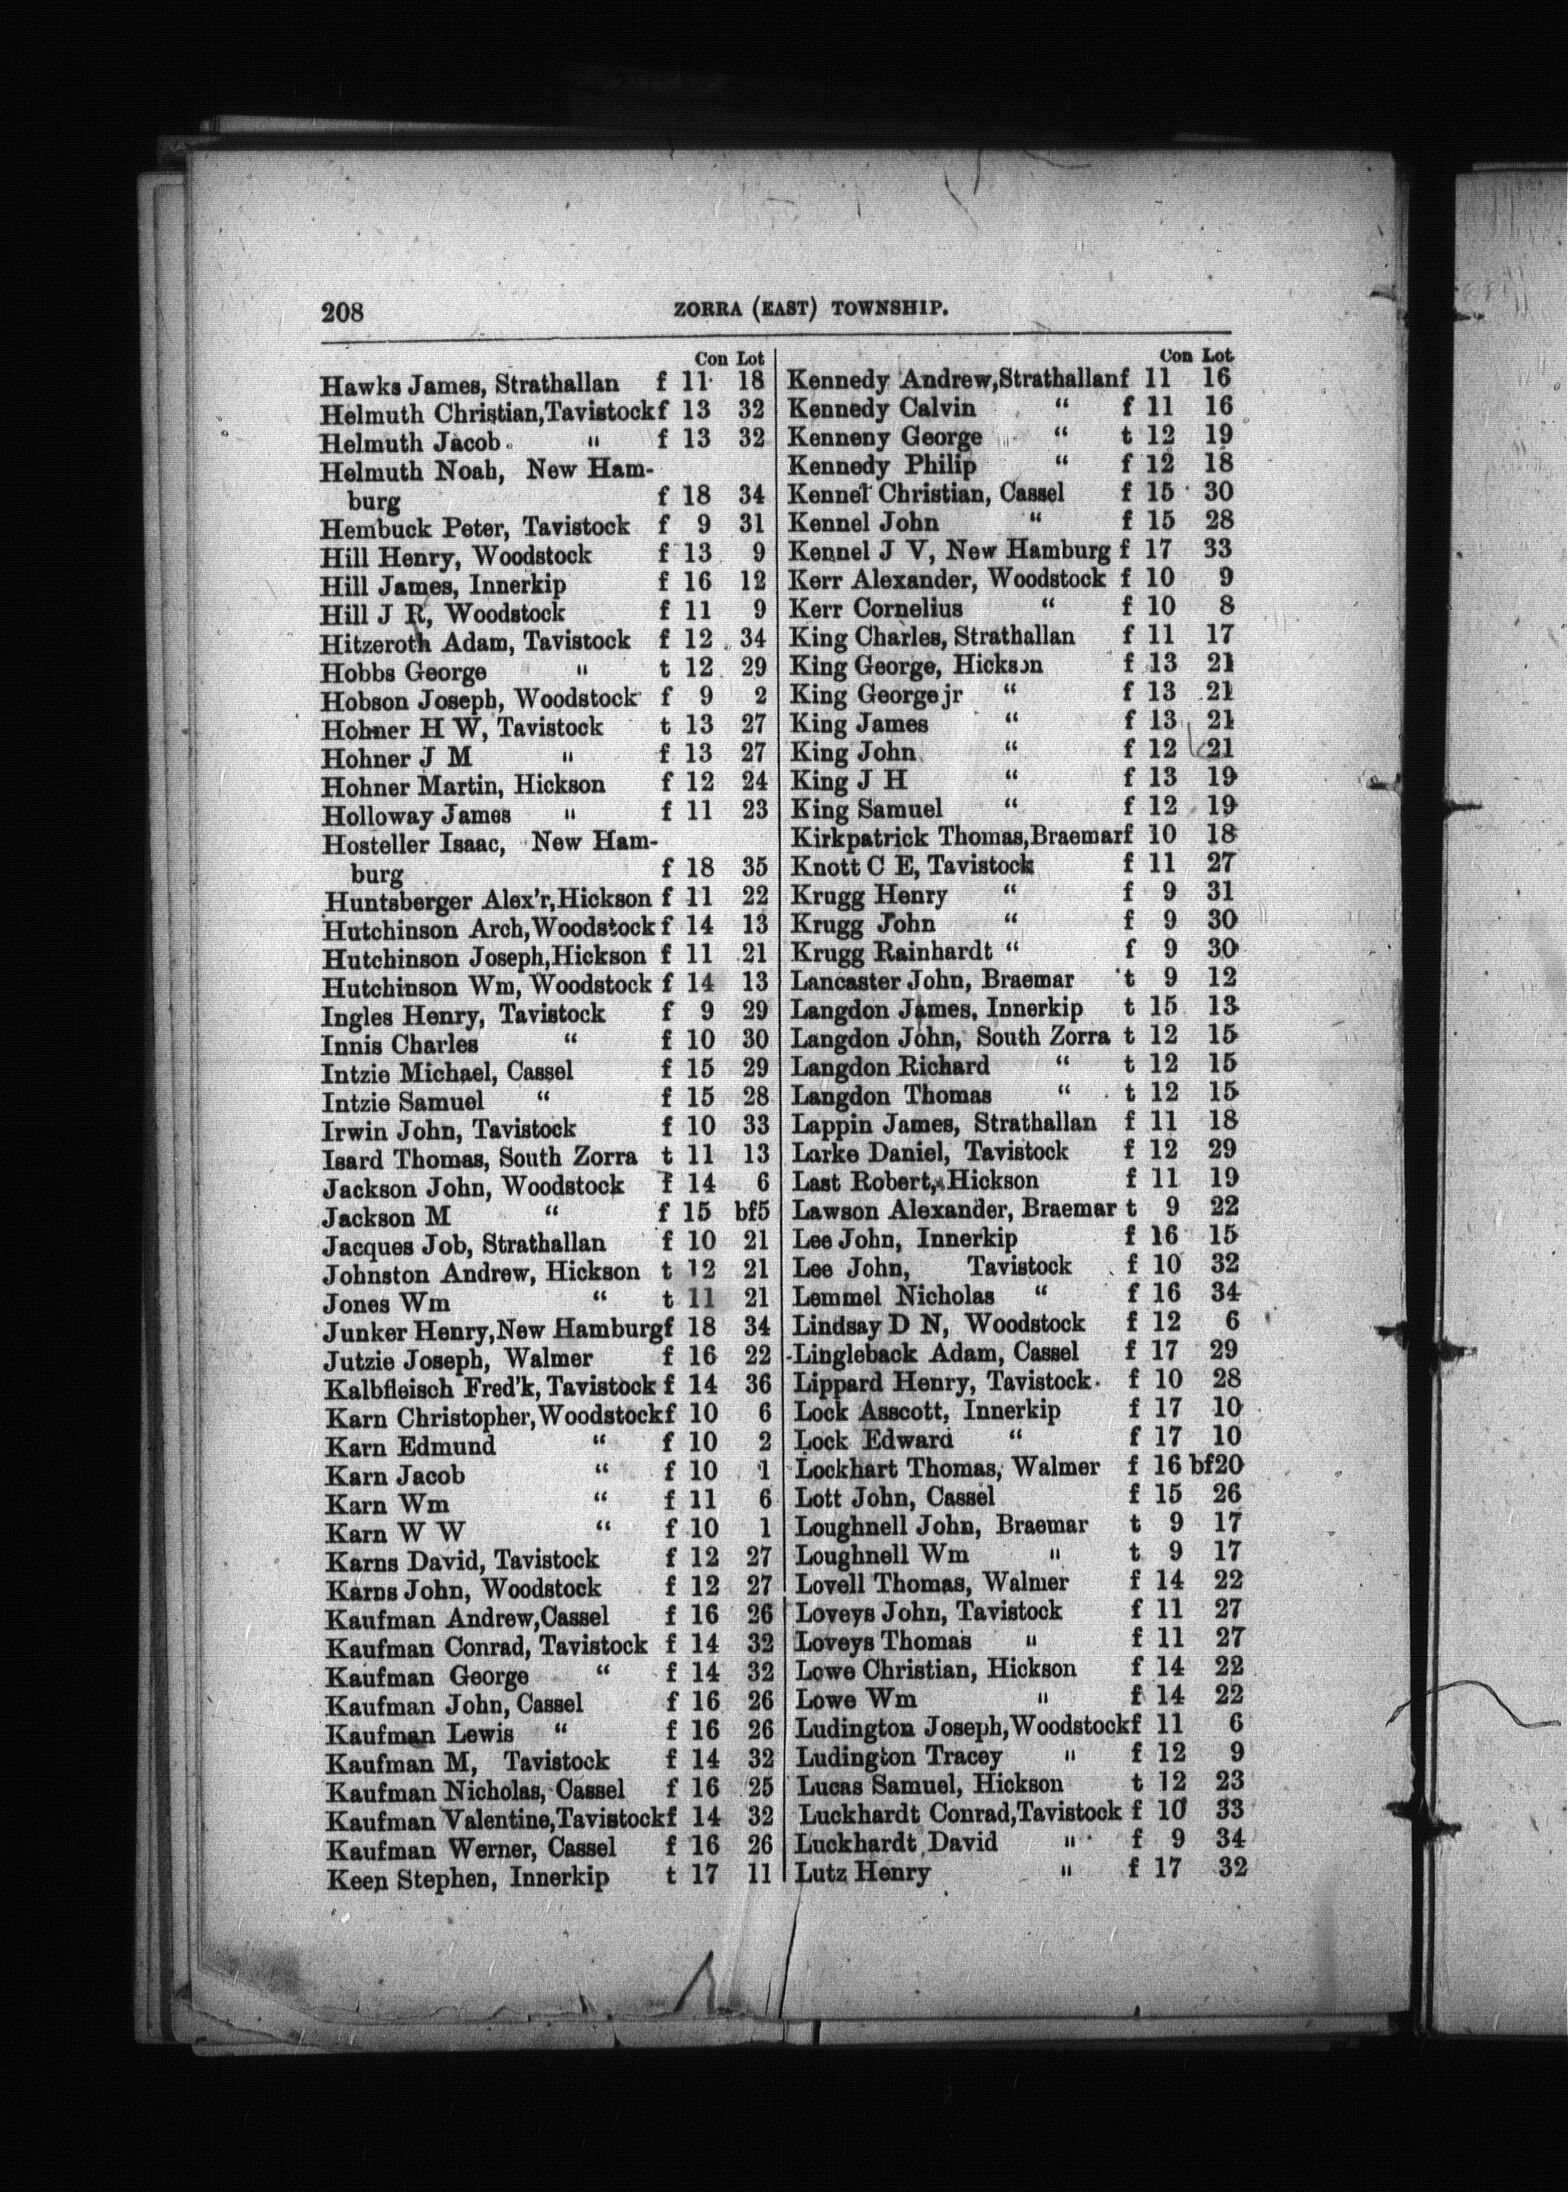 208 ZORRA (EAST) TOWNSHIP.
Con Lot
Hawks James, Strathallan f 11 18
Helmuth Christian,Tavistock f 13 32
Helmuth Jacob " f 13 32
Helmuth Noah, New Ham-
burg f 18 34
Hembuck Peter, Tavistock f 9 31
Hill Henry, Woodstock f 13 9
Hill James, Innerkip f 16 12
Hill J R, Woodstock f 11 9
Hitzeroth Adam, Tavistock f 12 34
Hobbs George " t 12 29
Hobson Joseph, Woodstock f 9 2
Hohner H W, Tavistock t 13 27
Hohner J M " f 13 27
Hohner Martin, Hickson f 12 24
Holloway James " f 11 23
Hosteller Isaac, New Ham-
burg f 18 35
Huntsberger Alex'r,Hickson f 11 22
Hutchinson Arch,Woodstock f 14 13
Hutchinson Joseph,Hickson f 11 21
Hutchinson Wm, Woodstock f 14 13
Ingles Henry, Tavistock f 9 29
Innis Charles " f 10 30
Intzie Michael, Cassel f 15 29
Intzie Samuel " f 15 28
Irwin John, Tavistock f 10 33
Isard Thomas, South Zorra t 11 13
Jackson John, Woodstock f 14 6
Jackson M " f 15 bf5
Jacques Job, Strathallan f 10 21
Johnston Andrew, Hickson t 12 21
Jones Wm " t 11 21
Junker Henry,New Hamburg f 18 34
Jutzie Joseph, Walmer f 16 22
Kalbfleisch Fred'k, Tavistock f 14 36
Karn Christopher,Woodstock f 10 6
Karn Edmund " f 10 2
Karn Jacob " f 10 1
Karn Wm " f 11 6
Karn W W " f 10 1
Karns David, Tavistock f 12 27
Karns John, Woodstock f 12 27
Kaufman Andrew,Cassel f 16 26
Kaufman Conrad, Tavistock f 14 32
Kaufman George " f 14 32
Kaufman John, Cassel f 16 26
Kaufman Lewis " f 16 26
Kaufman M, Tavistock f 14 32
Kaufman Nicholas, Cassel f 16 25
Kaufman Valentine,Tavistock f 14 32
Kaufman Werner, Cassel f 16 26
Keen Stephen, Innerkip t 17 11
Con Lot
Kennedy Andrew,Strathallan f 11 16
Kennedy Calvin " f 11 16
Kenneny George " t 12 19
Kennedy Philip " f 12 18
Kennel Christian, Cassel f 15 30
Kennel John " f 15 28
Kennel J V, New Hamburg f 17 33
Kerr Alexander, Woodstock f 10 9
Kerr Cornelius " f 10 8
King Charles, Strathallan f 11 17
King George, Hickson f 13 21
King George jr " f 13 21
King James " f 13 21
King John " f 12 21
King J H " f 13 19
King Samuel " f 12 19
Kirkpatrick Thomas,Braemar f 10 18
Knott C E, Tavistock f 11 27
Krugg Henry " f 9 31
Krugg John " f 9 30
Krugg Rainhardt " f 9 30
Lancaster John, Braemar t 9 12
Langdon James, Innerkip t 15 13
Langdon John, South Zorra t 12 15
Langdon Richard " t 12 15
Langdon Thomas " t 12 15
Lappin James, Strathallan f 11 18
Larke Daniel, Tavistock f 12 29
Last Robert, Hickson f 11 19
Lawson Alexander, Braemar t 9 22
Lee John, Innerkip f 16 15
Lee John, Tavistock f 10 32
Lemmel Nicholas " f 16 34
Lindsay D N, Woodstock f 12 6
Lingleback Adam, Cassel f 17 29
Lippard Henry, Tavistock f 10 28
Lock Asscott, Innerkip f 17 10
Lock Edward " f 17 10
Lockhart Thomas, Walmer f 16 bf20
Lott John, Cassel f 15 26
Loughnell John, Braemar t 9 17
Loughnell Wm " t 9 17
Lovell Thomas, Walmer f 14 22
Loveys John, Tavistock f 11 27
Loveys Thomas " f 11 27
Lowe Christian, Hickson f 14 22
Lowe Wm " f 14 22
Ludington Joseph,Woodstock f 11 6
Ludington Tracey " f 12 9
Lucas Samuel, Hickson t 12 23
Luckhardt Conrad,Tavistock f 10 33
Luckhardt David " f 9 34
Lutz Henry " f 17 32